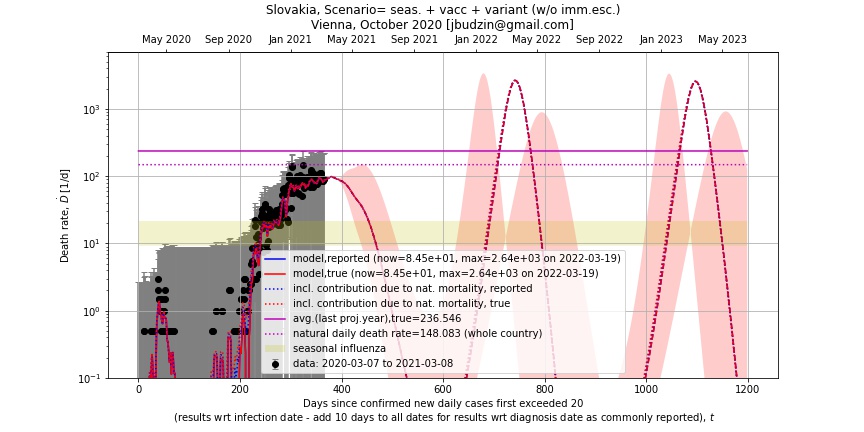 Slovakia, Scenario= seas. + vacc + variant (w/o imm.esc.)
Vienna, October 2020 [jbudzin@gmail.com]
May 2020 Sep 2020 Jan 2021 May 2021 Sep 2021 Jan 2022 May 2022 Sep 2022 Jan 2023 May 2023
Death rate, D [1/d]
10³
10²
10¹
10⁰
10⁻¹
model,reported (now=8.45e+01, max=2.64e+03 on 2022-03-19)
model,true (now=8.45e+01, max=2.64e+03 on 2022-03-19)
incl. contribution due to nat. mortality, reported
incl. contribution due to nat. mortality, true
avg.(last proj.year),true=236.546
natural daily death rate=148.083 (whole country)
seasonal influenza
data: 2020-03-07 to 2021-03-08
0 200 400 600 800 1000 1200
Days since confirmed new daily cases first exceeded 20
(results wrt infection date - add 10 days to all dates for results wrt diagnosis date as commonly reported), t